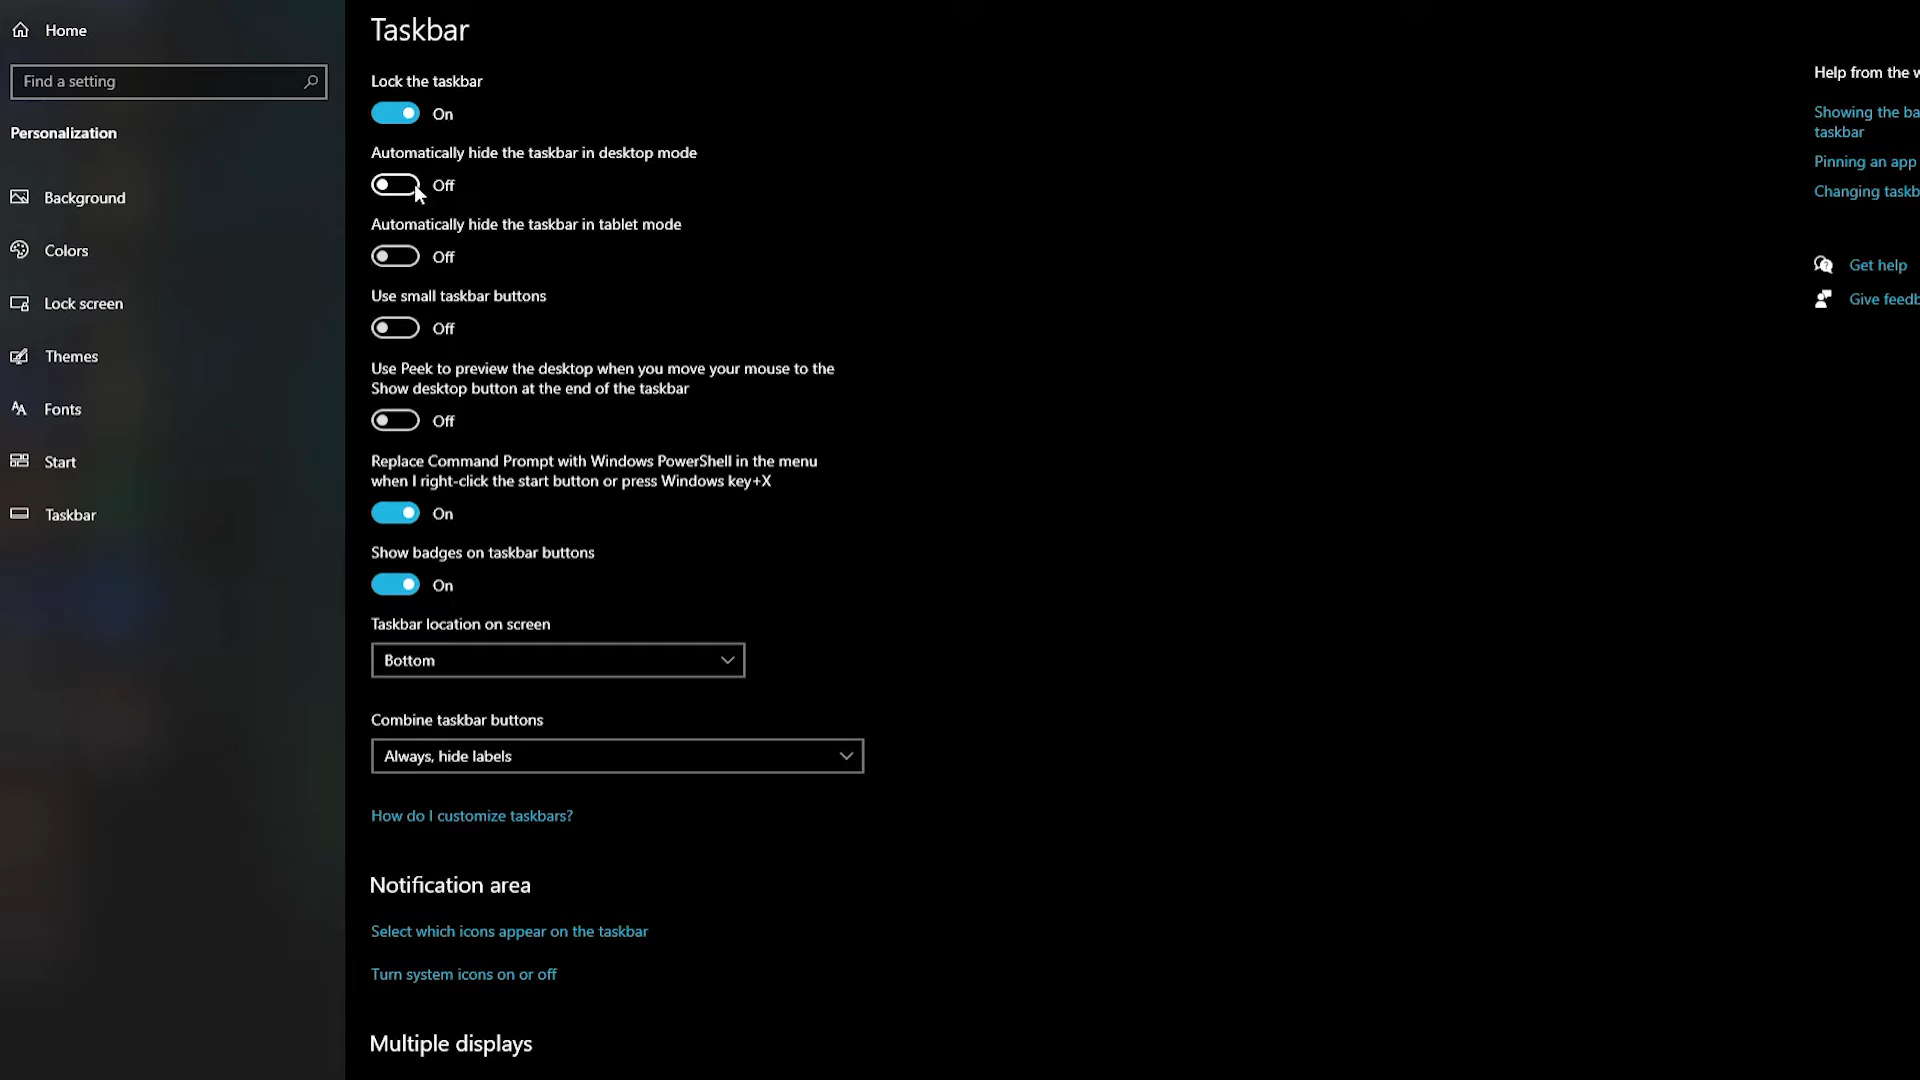 Home
Find a setting
Personalization
Background
Colors
Lock screen
Themes
Fonts
Start
Taskbar
Taskbar
Lock the taskbar
On
Automatically hide the taskbar in desktop mode
Off
Automatically hide the taskbar in tablet mode
Off
Use small taskbar buttons
Off
Use Peek to preview the desktop when you move your mouse to the
Show desktop button at the end of the taskbar
Off
Replace Command Prompt with Windows PowerShell in the menu
when I right-click the start button or press Windows key+X
On
Show badges on taskbar buttons
On
Taskbar location on screen
Bottom
Combine taskbar buttons
Always, hide labels
How do I customize taskbars?
Notification area
Select which icons appear on the taskbar
Turn system icons on or off
Multiple displays
Help from the
Showing the
taskbar
Pinning an app
Changing
Get help
Give